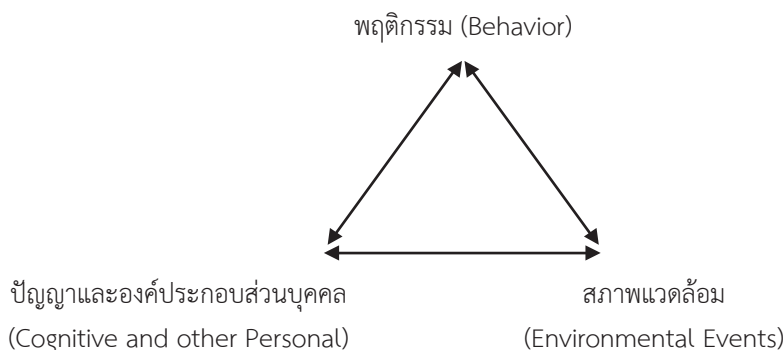 พฤติกรรม (Behavior)
ปัญญาและองค์ประกอบส่วนบุคคล
(Cognitive and other Personal)
สภาพแวดล้อม
(Environmental Events)